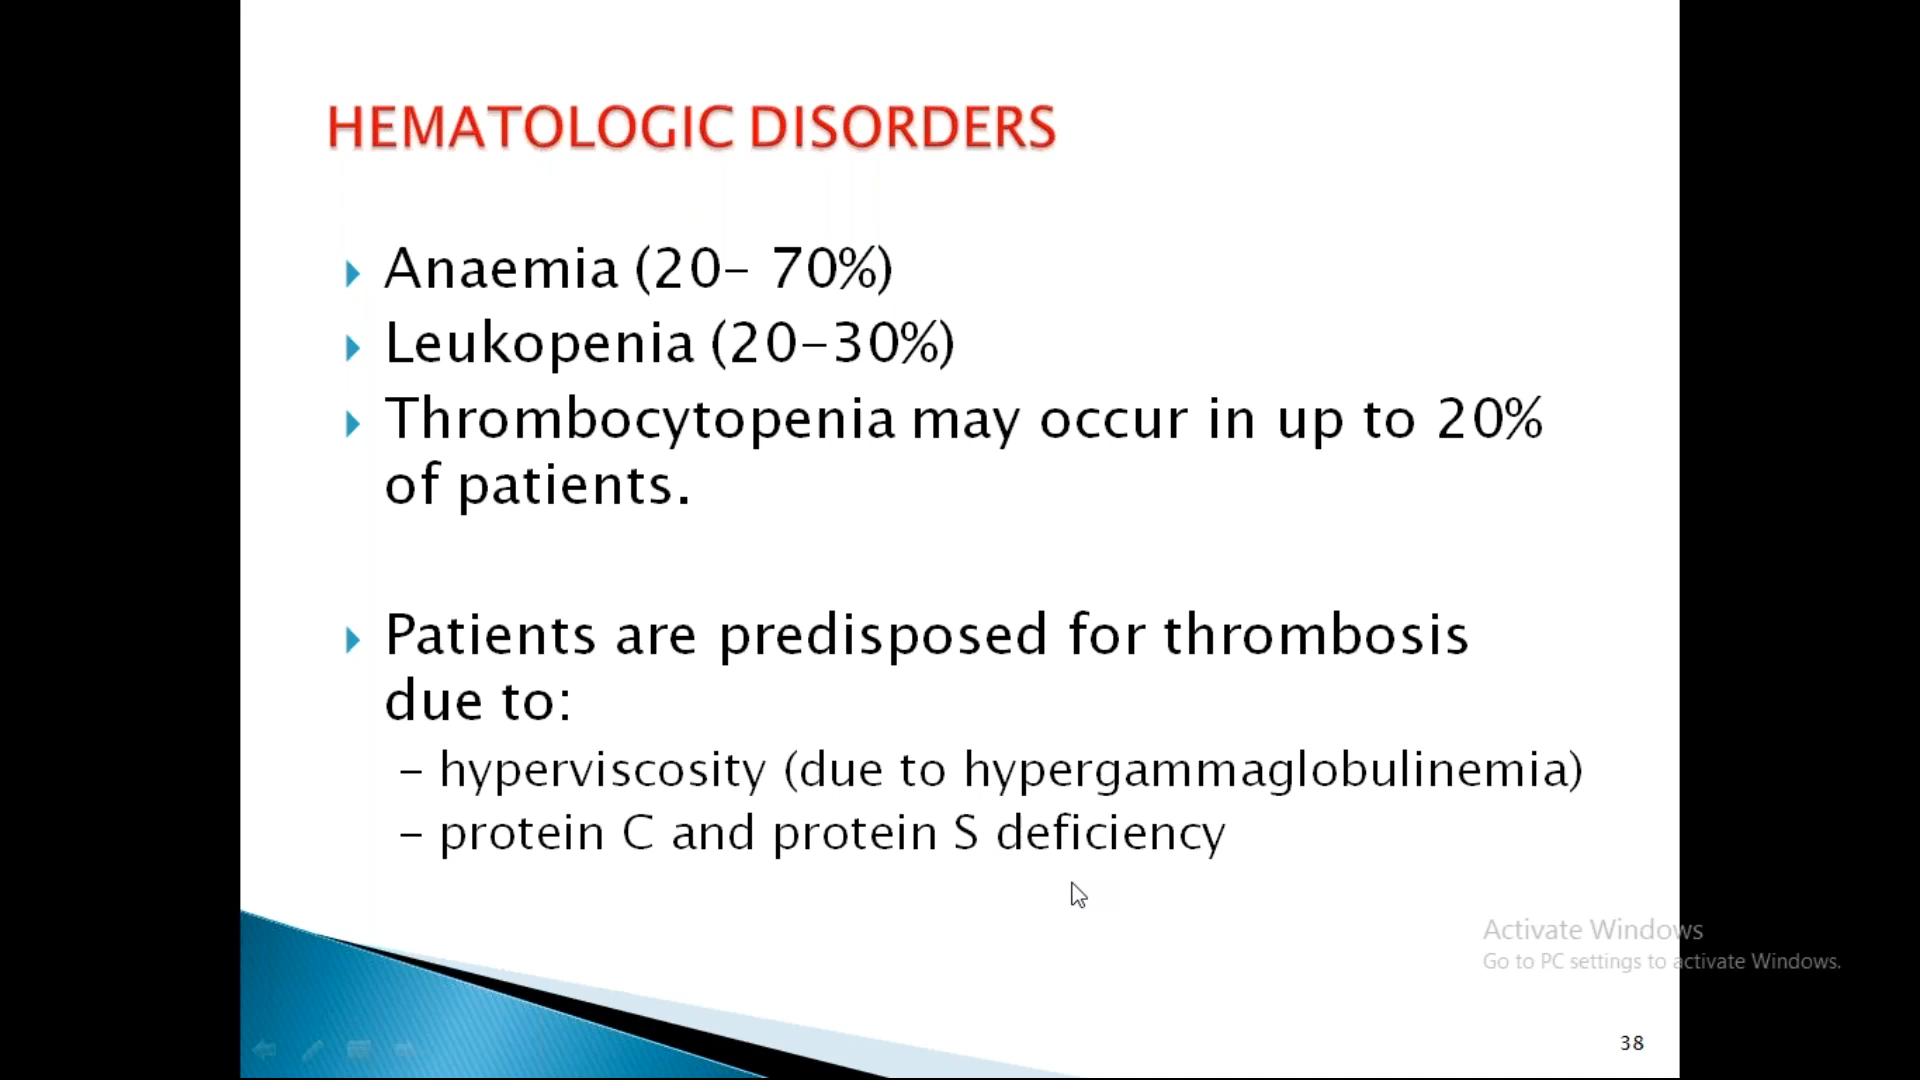 HEMATOLOGIC DISORDERS
Anaemia (20– 70%)
Leukopenia (20–30%)
Thrombocytopenia may occur in up to 20%
of patients.
Patients are predisposed for thrombosis
due to:
– hyperviscosity (due to hypergammaglobulinemia)
– protein C and protein S deficiency
Activate Windows
Go to PC settings to activate Windows.
38